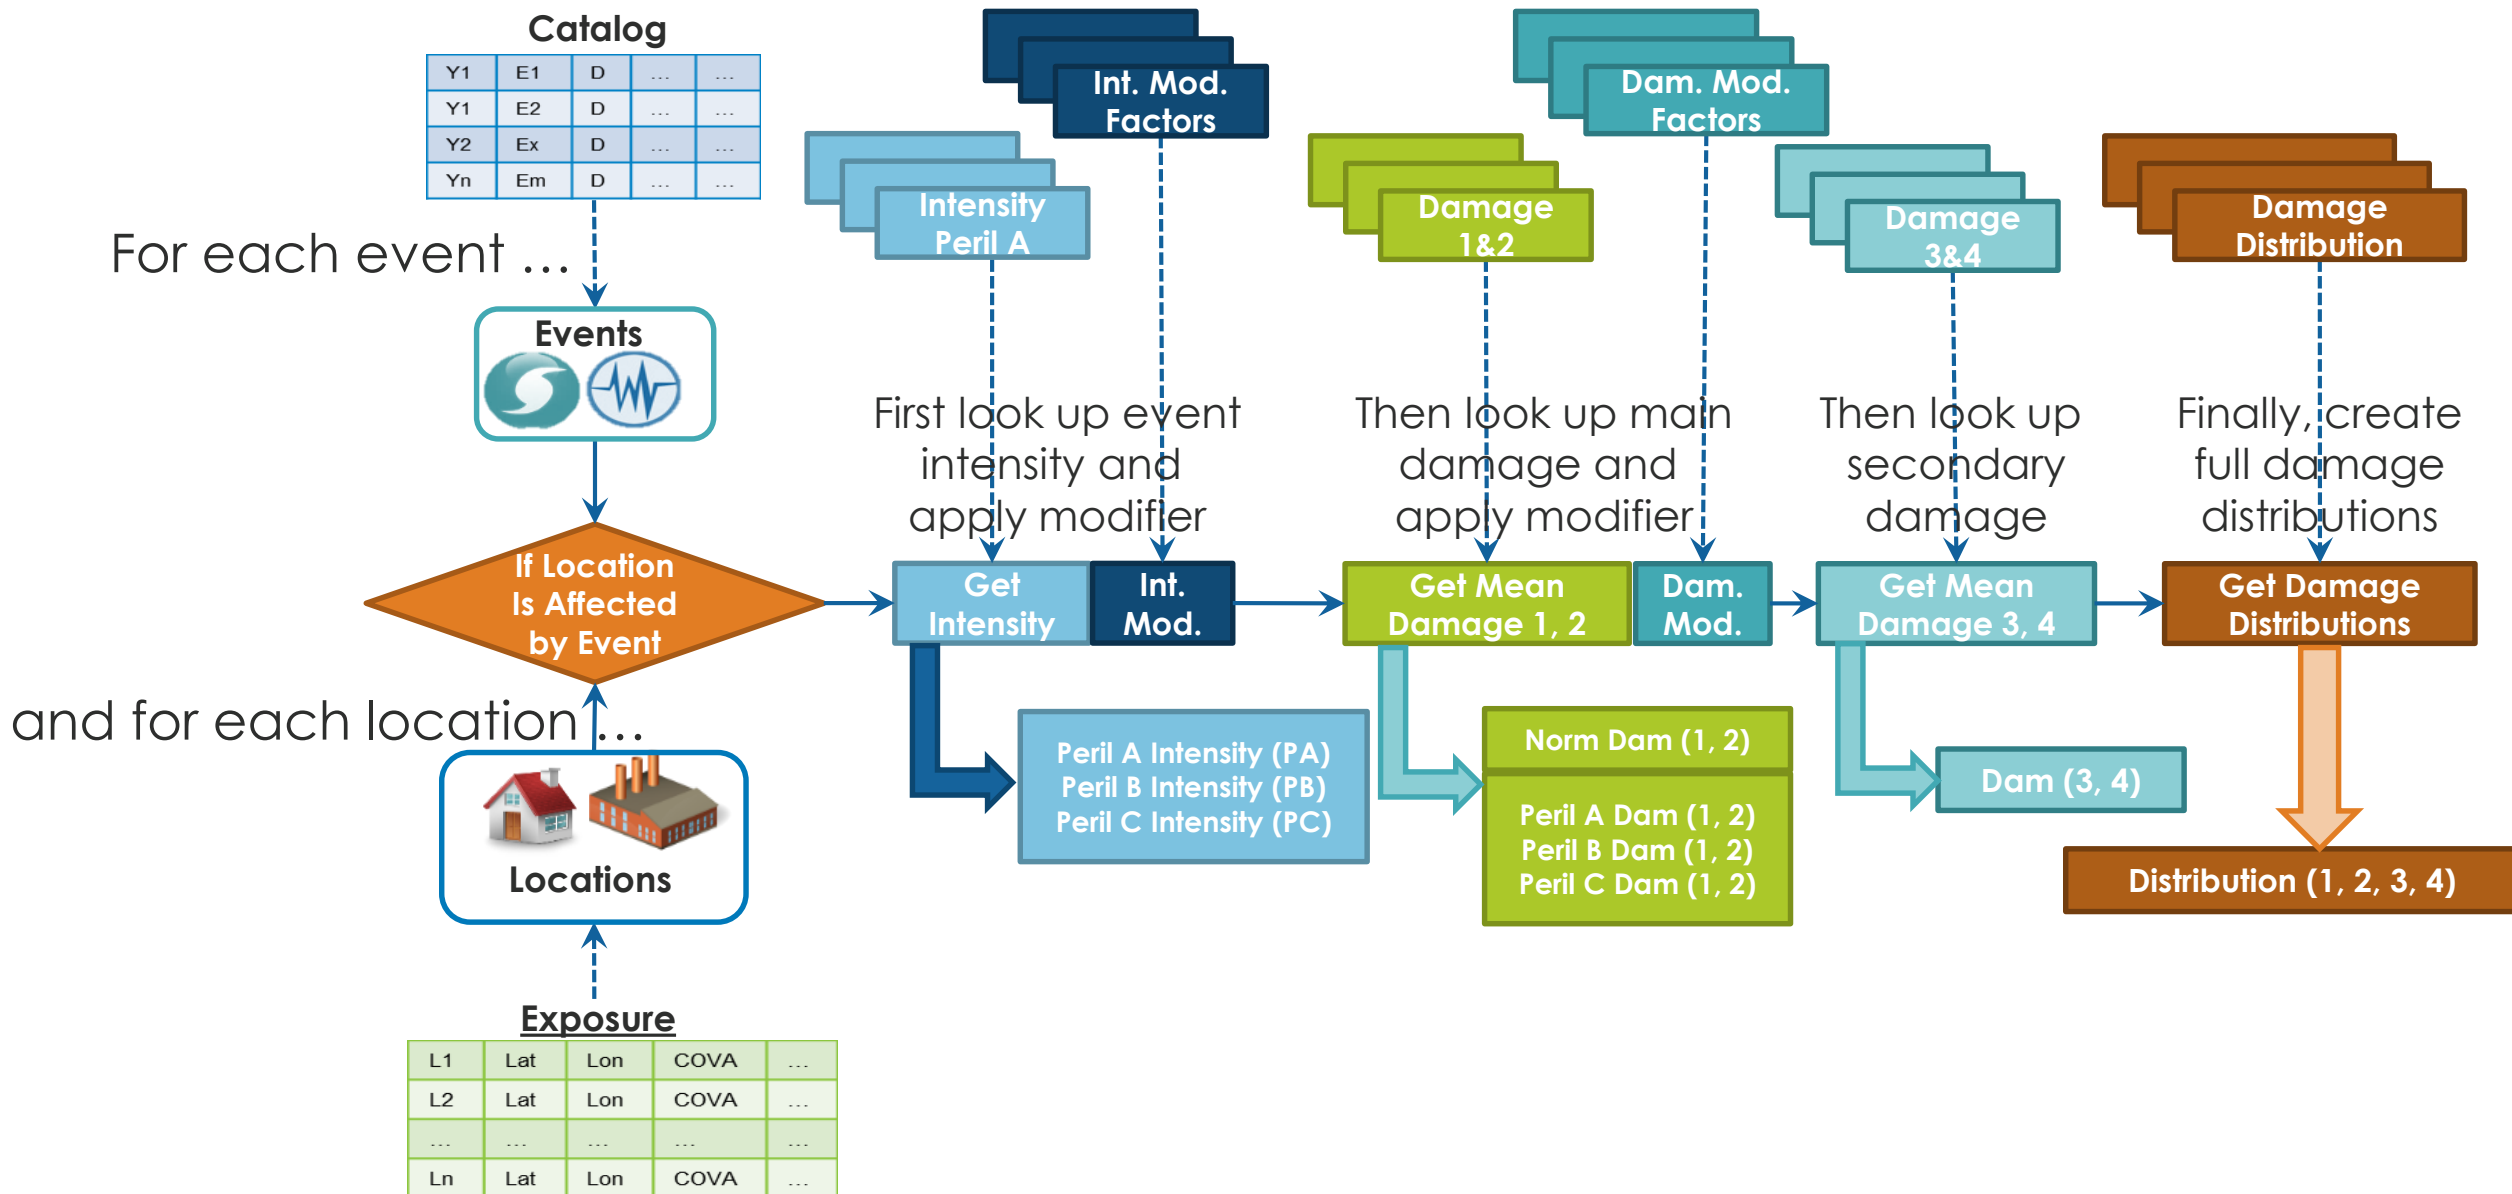 Catalog
Y1 E1 D ... ...
Y1 E2 D ... ...
Y2 Ex D ... ...
Yn Em D ... ...
For each event ...
Events
If Location
Is Affected
by Event
and for each location ...
Locations
Exposure
L1 Lat Lon COVA ...
L2 Lat Lon COVA ...
... ... ... ... ...
Ln Lat Lon COVA ...
Int. Mod.
Factors
Intensity
Peril A
First look up event
intensity and
apply modifier
Get
Intensity
Int.
Mod.
Peril A Intensity (PA)
Peril B Intensity (PB)
Peril C Intensity (PC)
Dam. Mod.
Factors
Damage
1&2
Then look up main
damage and
apply modifier
Get Mean
Damage 1, 2
Dam.
Mod.
Norm Dam (1, 2)
Peril A Dam (1, 2)
Peril B Dam (1, 2)
Peril C Dam (1, 2)
Damage
3&4
Then look up
secondary
damage
Get Mean
Damage 3, 4
Dam (3, 4)
Damage
Distribution
Finally, create
full damage
distributions
Get Damage
Distributions
Distribution (1, 2, 3, 4)